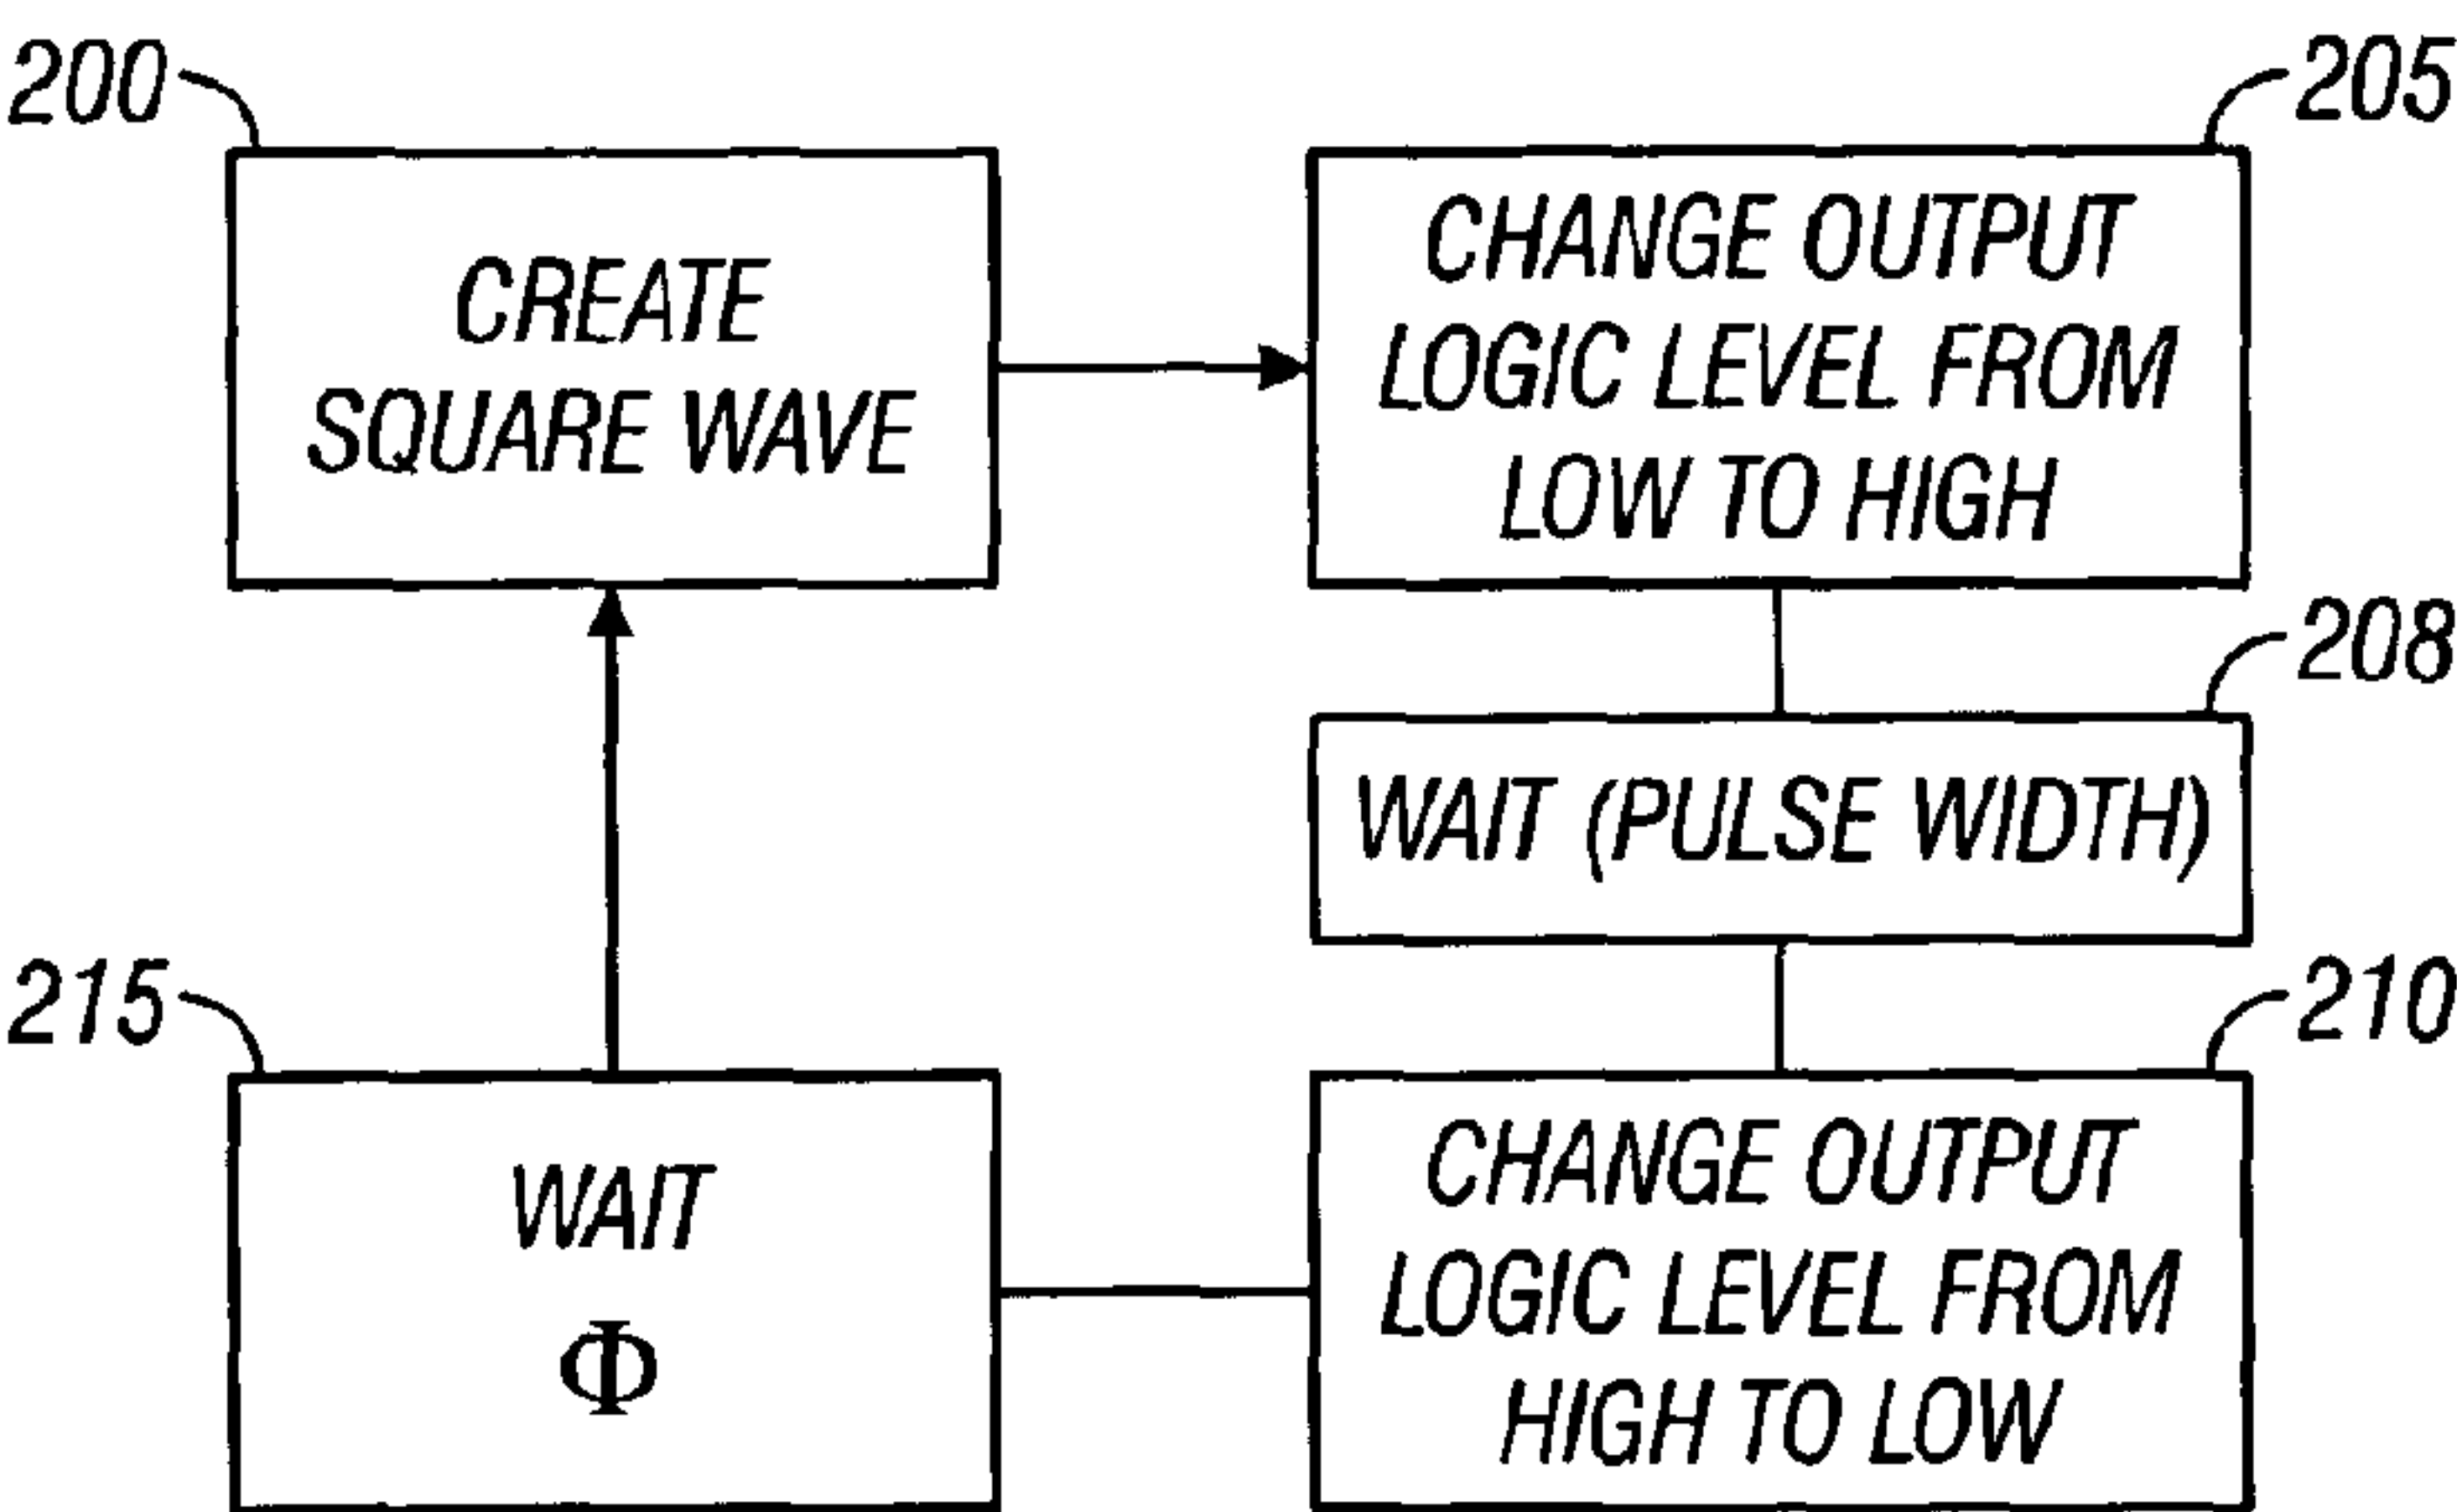 200
CREATE
SQUARE WAVE
205
CHANGE OUTPUT
LOGIC LEVEL FROM
LOW TO HIGH
208
WAIT (PULSE WIDTH)
210
CHANGE OUTPUT
LOGIC LEVEL FROM
HIGH TO LOW
215
WAIT
Φ